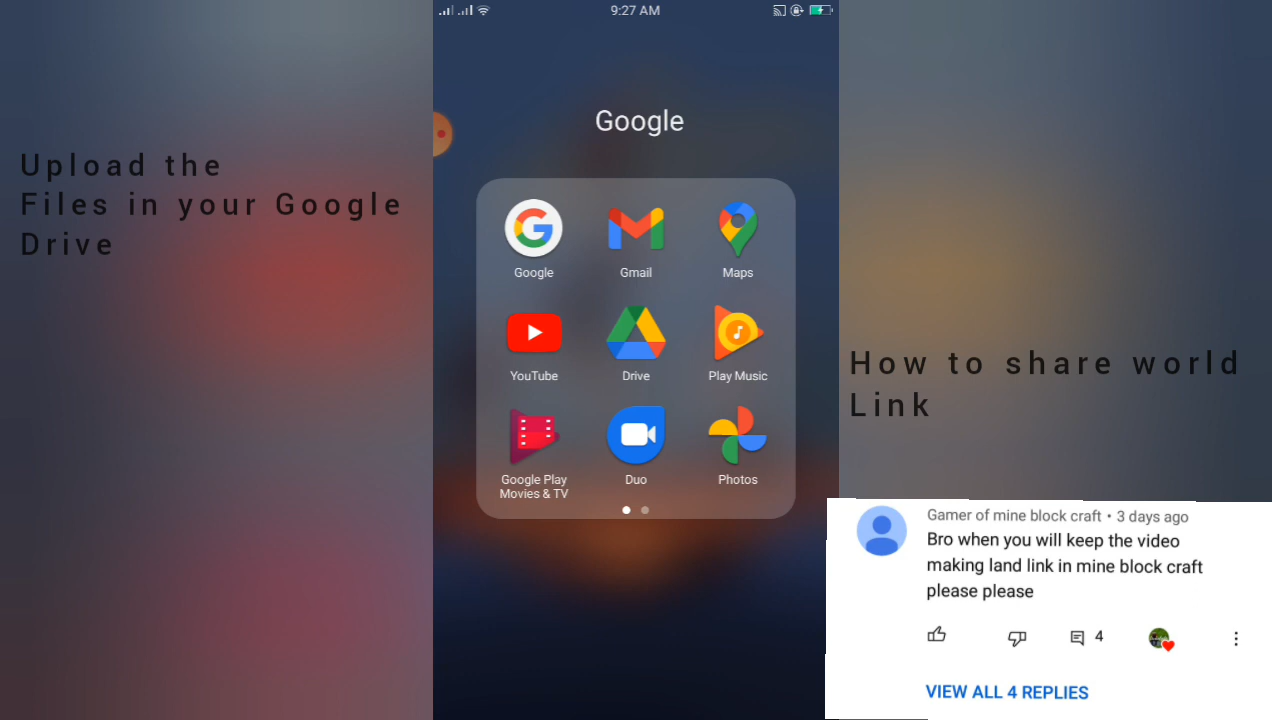 9:27 AM
Google
Upload the
Files in your Google
Drive
Google
Gmail
Maps
YouTube
Drive
Play Music
Google Play
Movies & TV
Duo
Photos
How to share world
Link
Gamer of mine block craft • 3 days ago
Bro when you will keep the video
making land link in mine block craft
please please
4
VIEW ALL 4 REPLIES